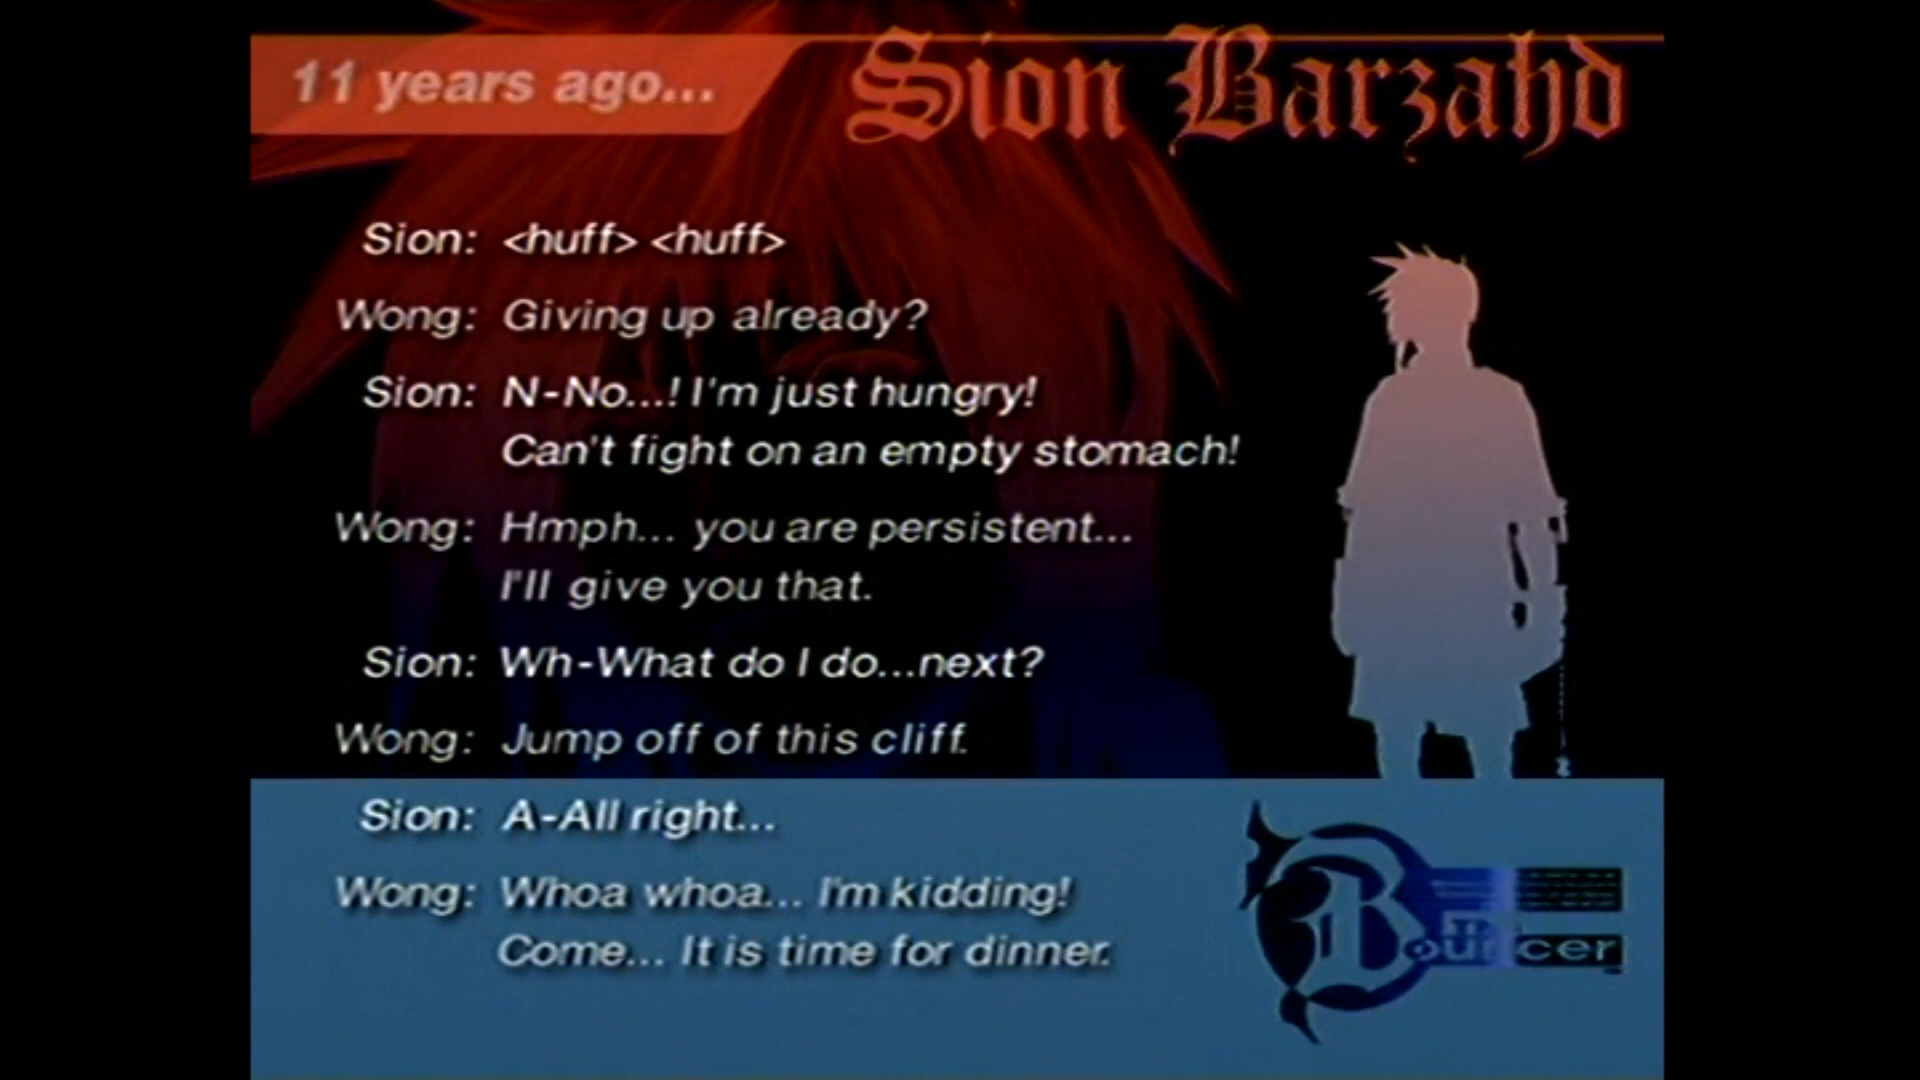 11 years ago...
Sion Barzahd
Sion: <huff> <huff>
Wong: Giving up already?
Sion: N-No...! I'm just hungry!
Can't fight on an empty stomach!
Wong: Hmph... you are persistent...
I'll give you that.
Sion: Wh-What do I do...next?
Wong: Jump off of this cliff.
Sion: A-All right...
Wong: Whoa whoa... I'm kidding!
Come... It is time for dinner.
The
Bouncer